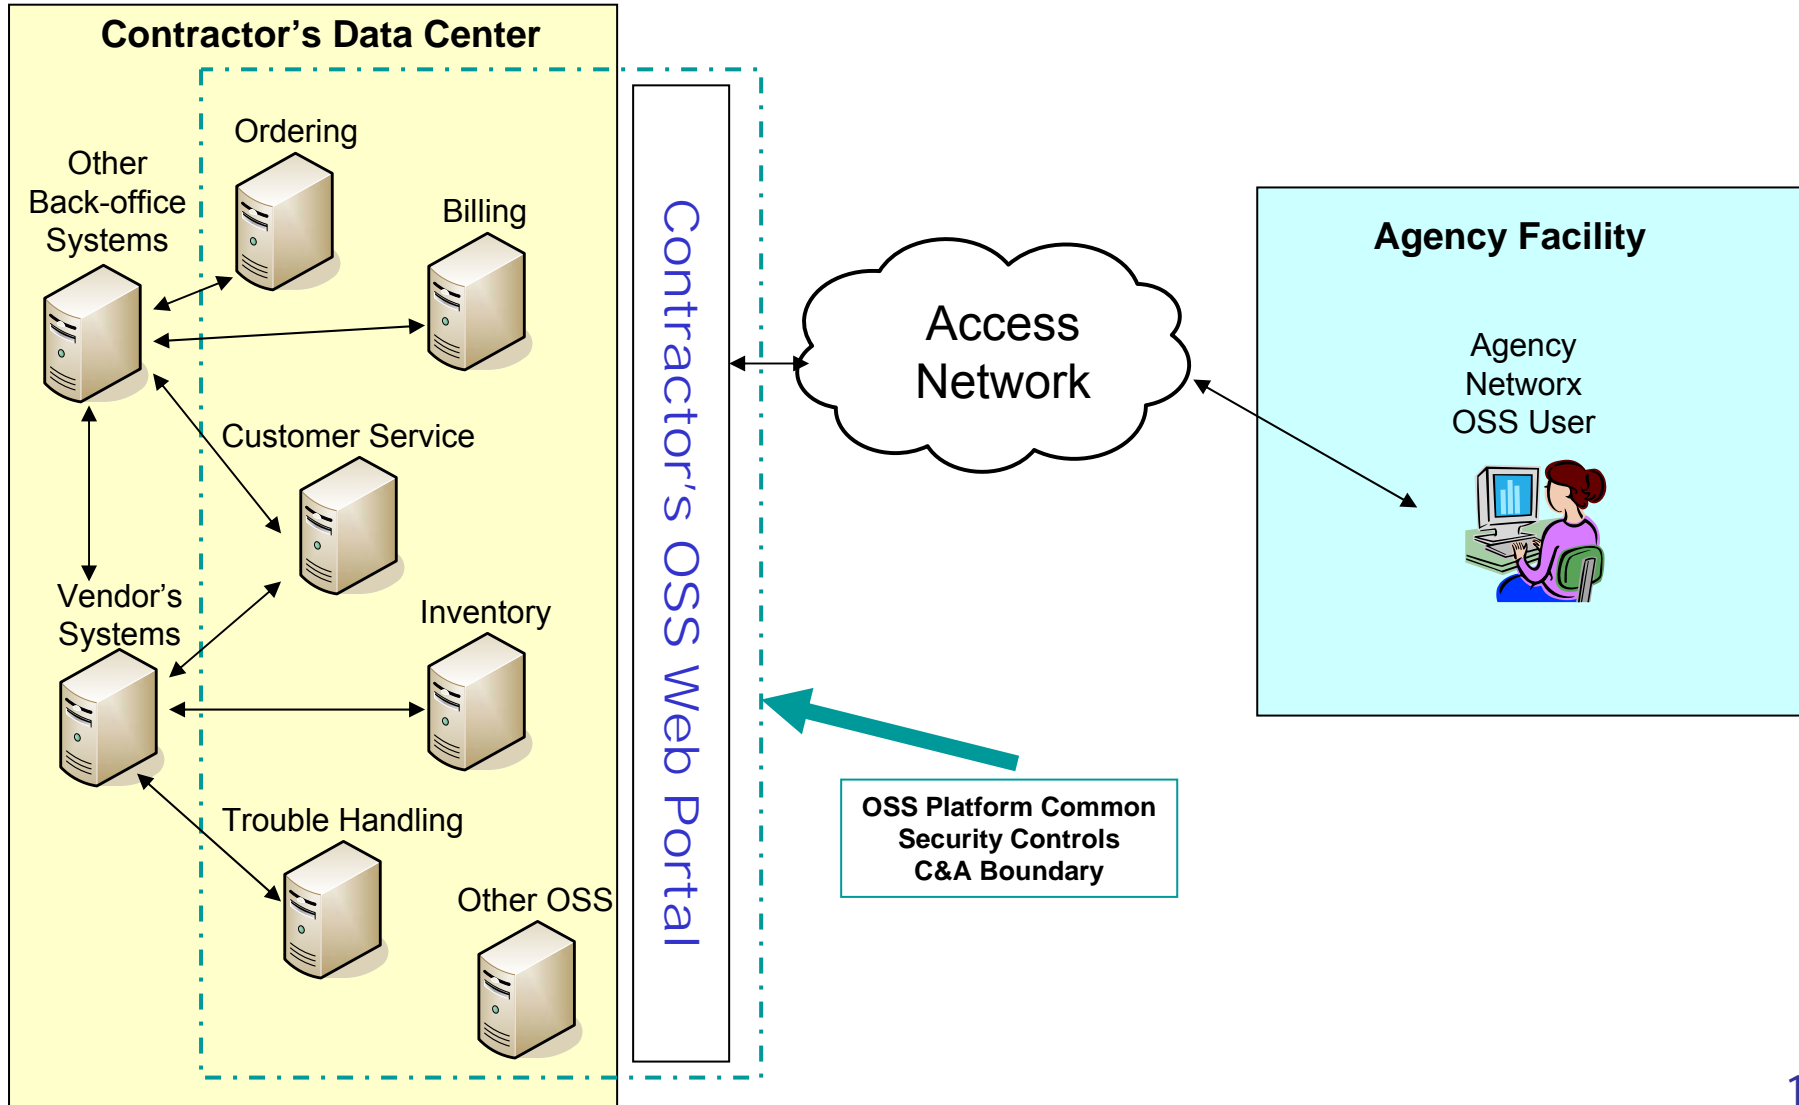 Contractor's Data Center
Ordering
Other
Back-office
Systems
Billing
Customer Service
Vendor's
Systems
Inventory
Trouble Handling
Other OSS
Contractor's OSS Web Portal
Access
Network
Agency Facility
Agency
Networx
OSS User
OSS Platform Common
Security Controls
C&A Boundary
1